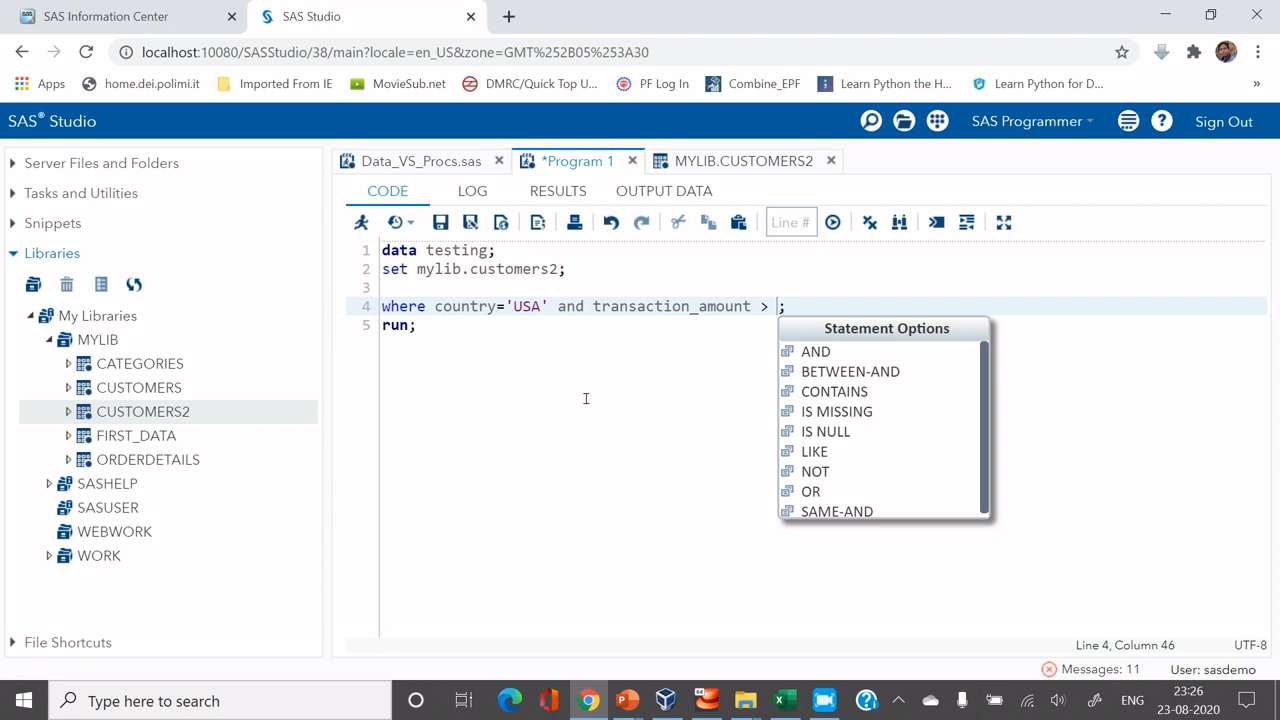 SAS Information Center
SAS Studio
localhost:10080/SASStudio/38/main?locale=en_US&zone=GMT%252B05%253A30
Apps
home.dei.polimi.it
Imported From IE
MovieSub.net
DMRC/Quick Top U...
PF Log In
Combine_EPF
Learn Python the H...
Learn Python for D...
»
SAS® Studio
SAS Programmer
Sign Out
Server Files and Folders
Tasks and Utilities
Snippets
Libraries
My Libraries
MYLIB
CATEGORIES
CUSTOMERS
CUSTOMERS2
FIRST_DATA
ORDERDETAILS
SASHELP
SASUSER
WEBWORK
WORK
File Shortcuts
Data_VS_Procs.sas
*Program 1
MYLIB.CUSTOMERS2
CODE
LOG
RESULTS
OUTPUT DATA
Line #
1 data testing;
2 set mylib.customers2;
3
4 where country='USA' and transaction_amount > ;
5 run;
Statement Options
AND
BETWEEN-AND
CONTAINS
IS MISSING
IS NULL
LIKE
NOT
OR
SAME-AND
Line 4, Column 46
UTF-8
Messages: 11
User: sasdemo
Type here to search
ENG
23:26
23-08-2020